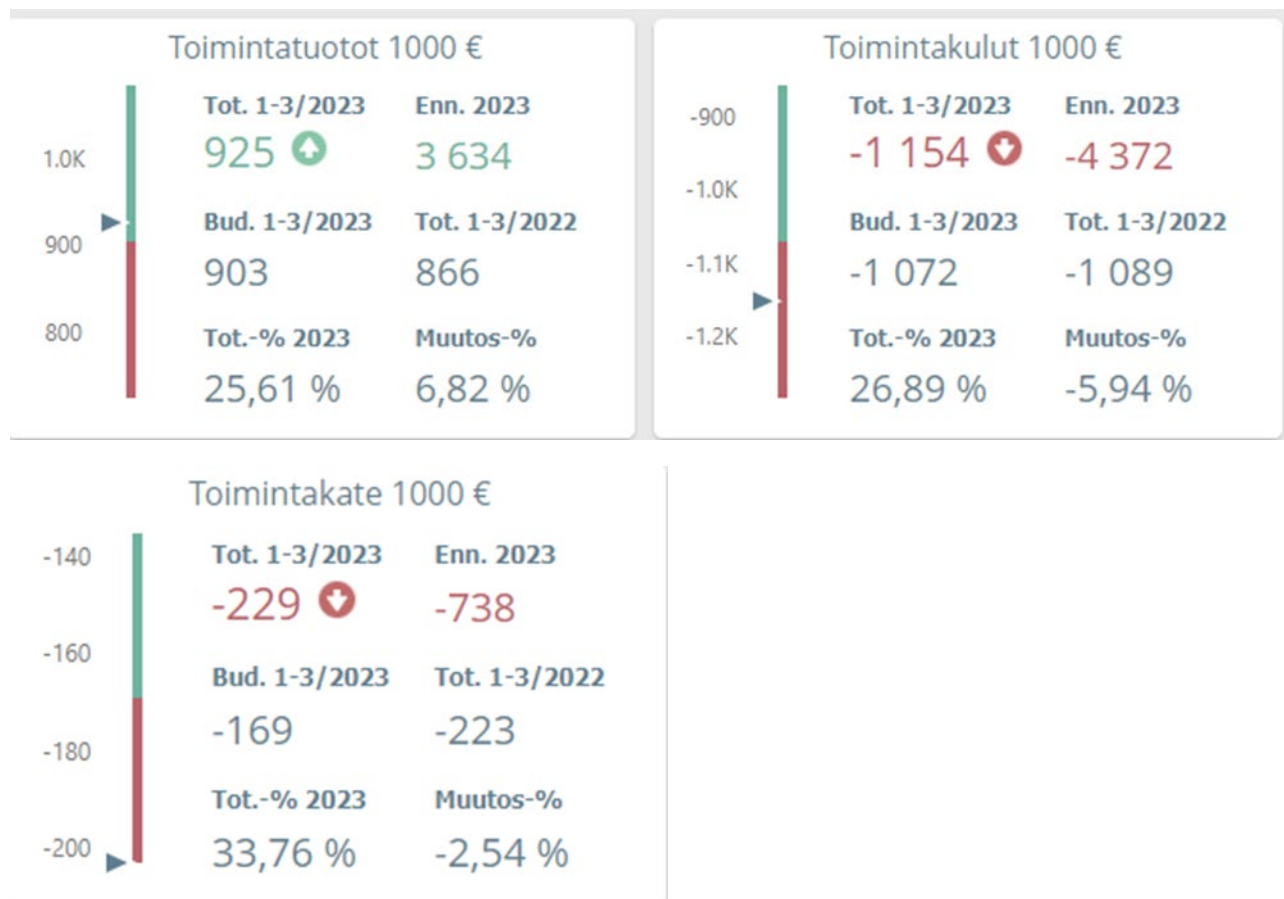 Toimintatuotot 1000 €
Tot. 1-3/2023 Enn. 2023
925 3 634
1.0K
Bud. 1-3/2023 Tot. 1-3/2022
900
903 866
800
Tot.-% 2023 Muutos-%
25,61 % 6,82 %
Toimintakulut 1000 €
Tot. 1-3/2023 Enn. 2023
-900
-1 154 -4 372
-1.0K
Bud. 1-3/2023 Tot. 1-3/2022
-1.1K
-1 072 -1 089
-1.2K
Tot.-% 2023 Muutos-%
26,89 % -5,94 %
Toimintakate 1000 €
-140
Tot. 1-3/2023 Enn. 2023
-229 -738
-160
Bud. 1-3/2023 Tot. 1-3/2022
-169 -223
-180
Tot.-% 2023 Muutos-%
-200
33,76 % -2,54 %